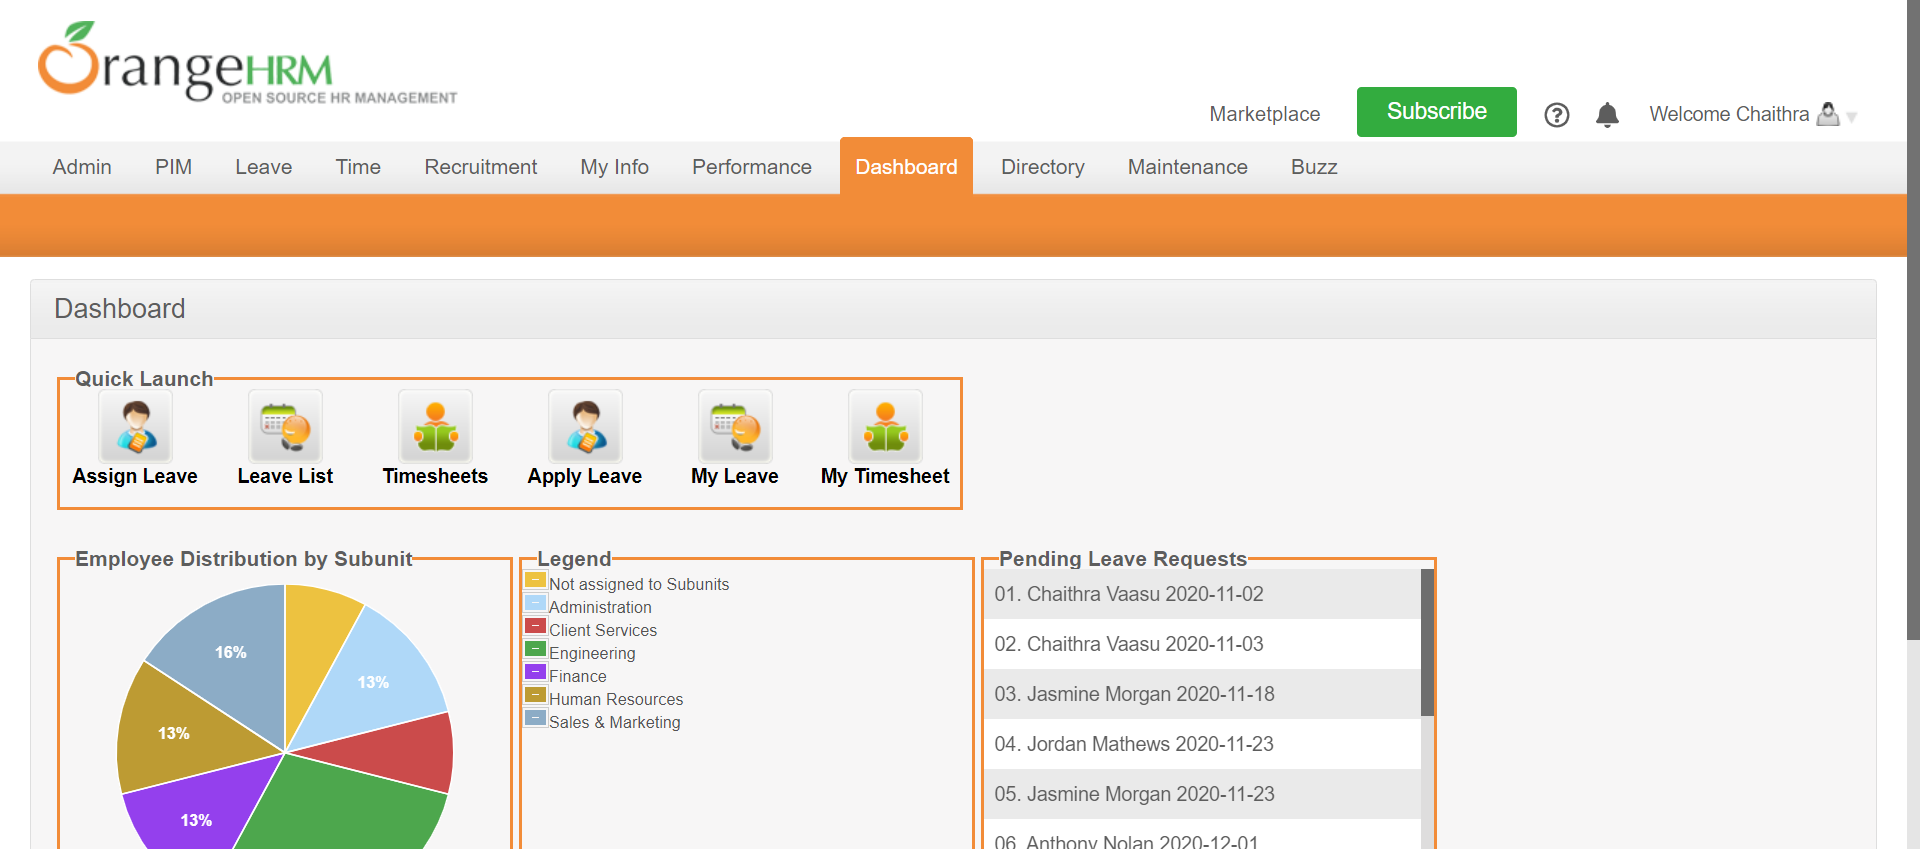 OrangeHRM
OPEN SOURCE HR MANAGEMENT
Marketplace
Subscribe
Welcome Chaithra
Admin PIM Leave Time Recruitment My Info Performance Dashboard Directory Maintenance Buzz
Dashboard
Quick Launch
Assign Leave Leave List Timesheets Apply Leave My Leave My Timesheet
Employee Distribution by Subunit
16%
13%
13%
13%
Legend
Not assigned to Subunits
Administration
Client Services
Engineering
Finance
Human Resources
Sales & Marketing
Pending Leave Requests
01. Chaithra Vaasu 2020-11-02
02. Chaithra Vaasu 2020-11-03
03. Jasmine Morgan 2020-11-18
04. Jordan Mathews 2020-11-23
05. Jasmine Morgan 2020-11-23
06. Anthony Nolan 2020-12-01